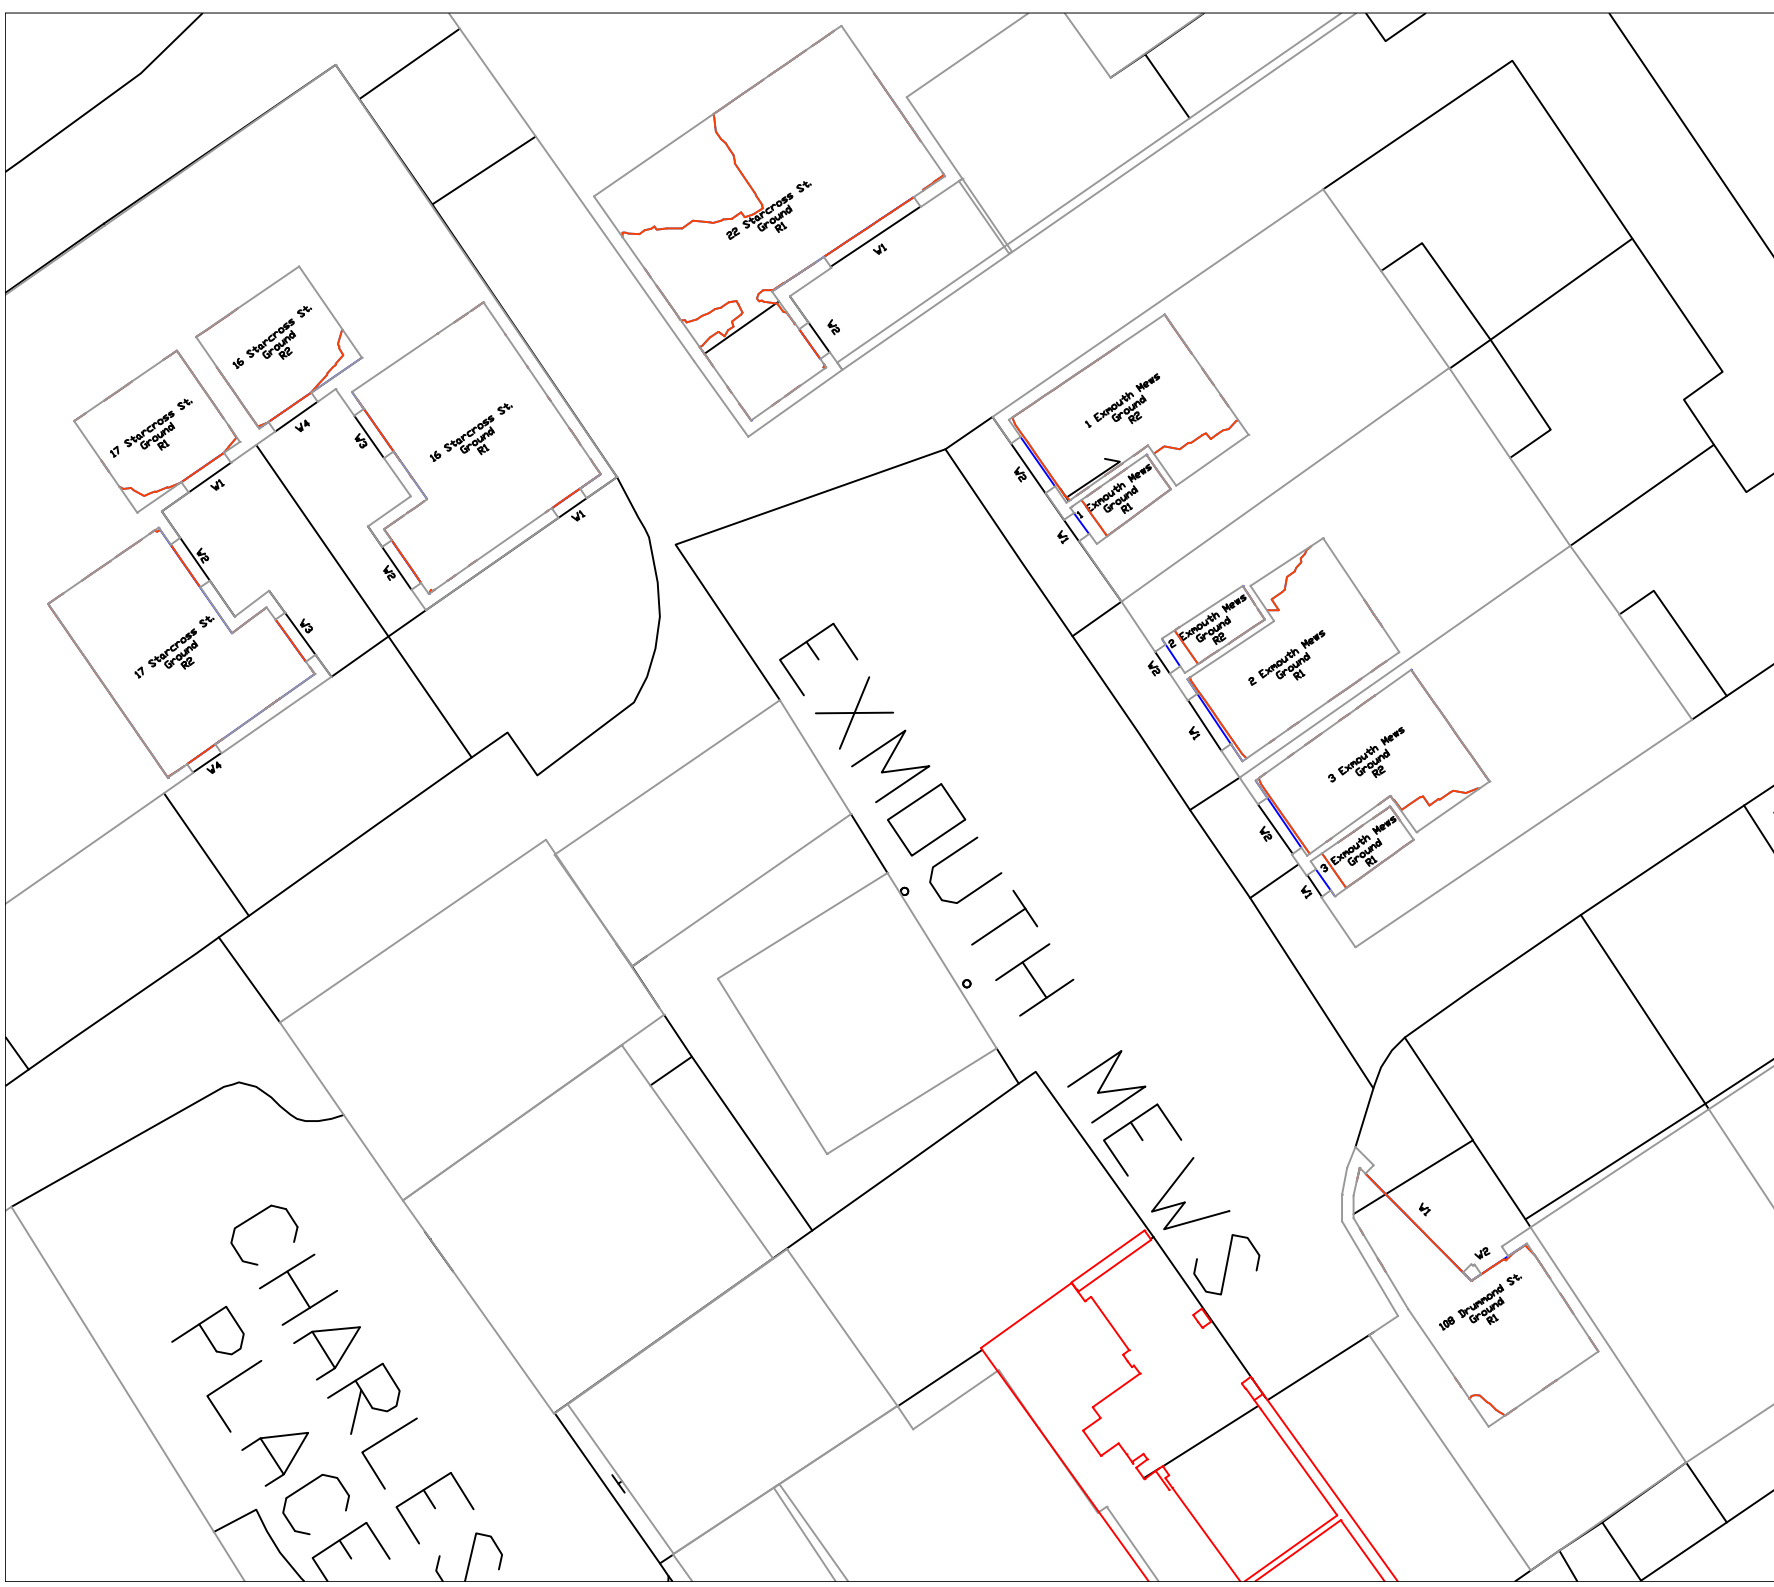 22 Starcross St.
Ground
R1
W1
W2
16 Starcross St.
Ground
R2
W4
W3
17 Starcross St.
Ground
R1
W1
16 Starcross St.
Ground
R1
W1
W2
17 Starcross St.
Ground
R2
W2
W3
W4
1 Exmouth Mews
Ground
R2
W2
1 Exmouth Mews
Ground
R1
W1
2 Exmouth Mews
Ground
R2
W2
2 Exmouth Mews
Ground
R1
W1
3 Exmouth Mews
Ground
R2
W2
3 Exmouth Mews
Ground
R1
W1
EXMOUTH MEWS
W1
W2
108 Drummond St.
Ground
R1
CHARLES
PLACE